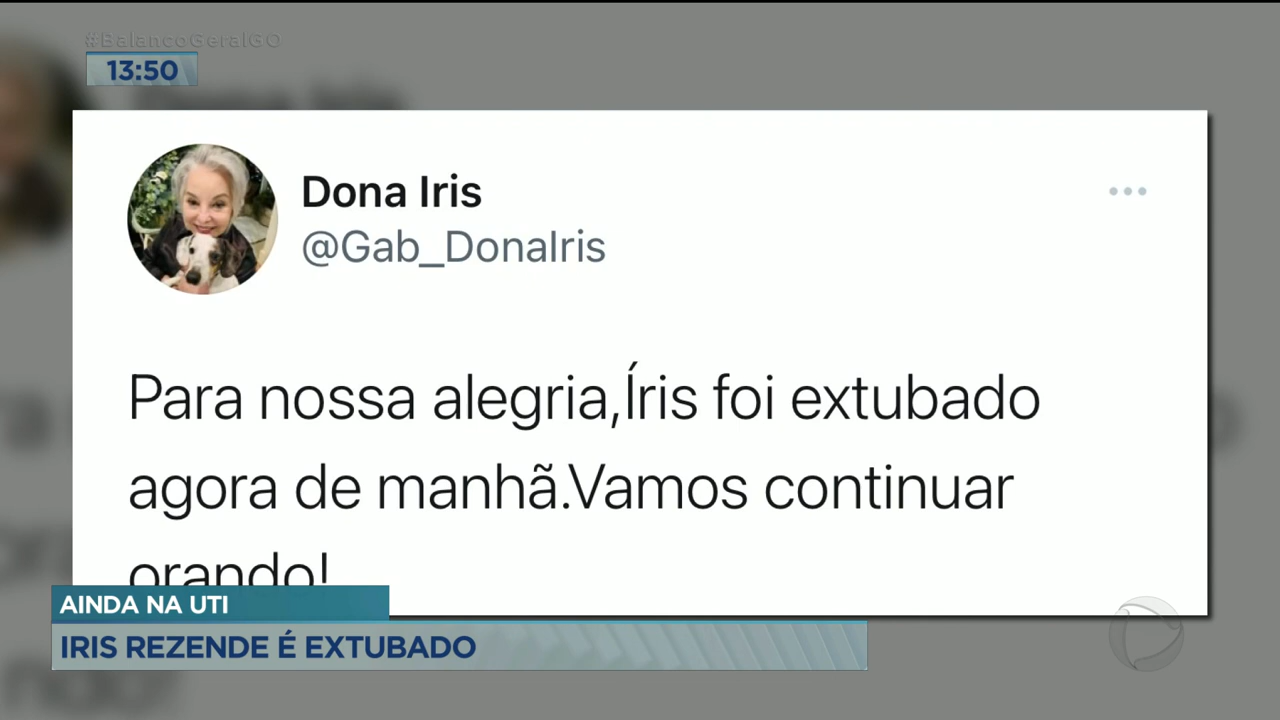 #BalancoGeralGO
13:50
Dona Iris
@Gab_DonaIris
Para nossa alegria,Íris foi extubado
agora de manhã.Vamos continuar
orando!
AINDA NA UTI
IRIS REZENDE É EXTUBADO